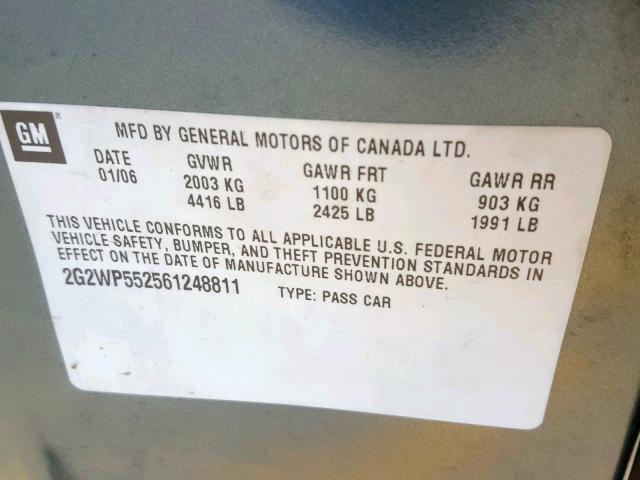 GM
MFD BY GENERAL MOTORS OF CANADA LTD.
DATE GVWR GAWR FRT GAWR RR
01/06 2003 KG 1100 KG 903 KG
4416 LB 2425 LB 1991 LB
THIS VEHICLE CONFORMS TO ALL APPLICABLE U.S. FEDERAL MOTOR
VEHICLE SAFETY, BUMPER, AND THEFT PREVENTION STANDARDS IN
EFFECT ON THE DATE OF MANUFACTURE SHOWN ABOVE.
2G2WP552561248811 TYPE: PASS CAR